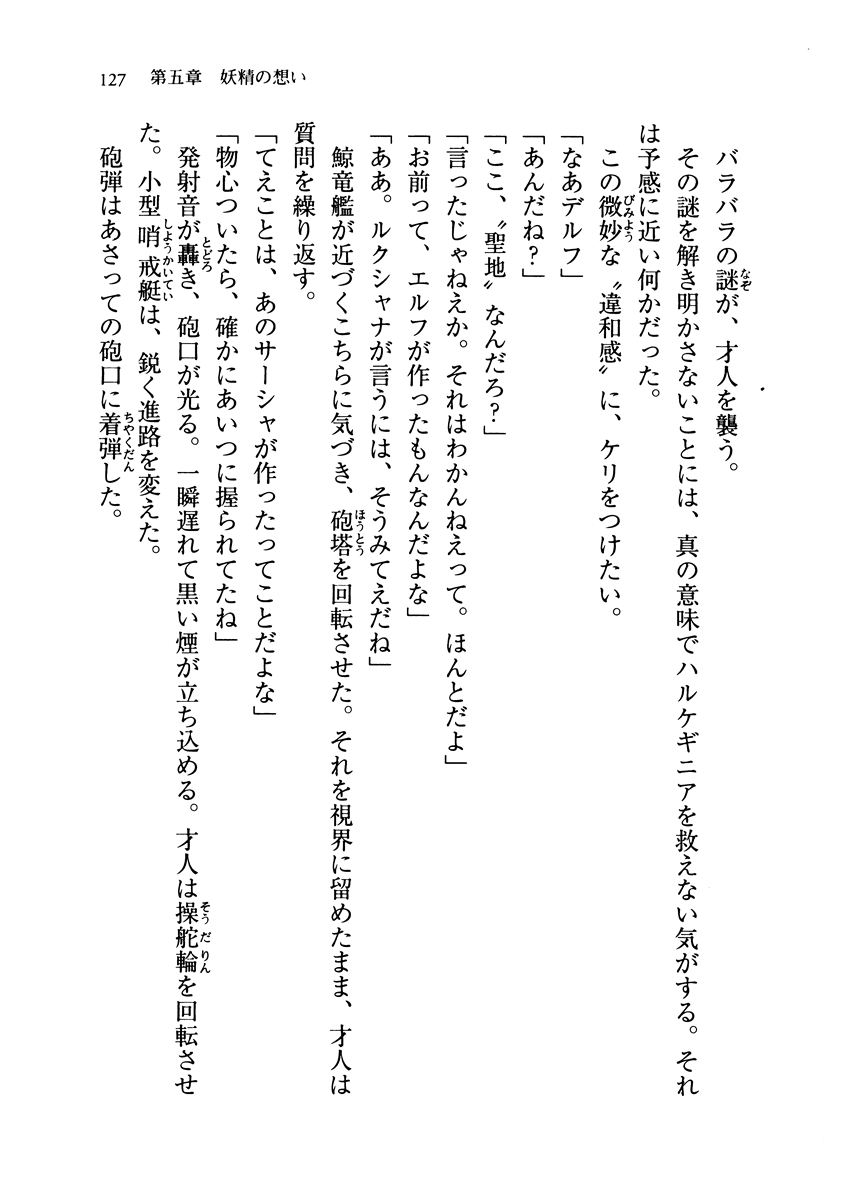 127 第五章 妖精の想い
バラバラの謎が、才人を襲う。
その謎を解き明かさないことには、真の意味でハルケギニアを救えない気がする。それ
は予感に近い何かだった。
この微妙な〝違和感〟に、ケリをつけたい。
「なあデルフ」
「あんだね?」
「ここ、〝聖地〟なんだろ?」
「言ったじゃねえか。それはわかんねえって。ほんとだよ」
「お前って、エルフが作ったもんなんだよな」
「ああ。ルクシャナが言うには、そうみてえだね」
鯨竜艦が近づくこちらに気づき、砲塔を回転させた。それを視界に留めたまま、才人は
質問を繰り返す。
「てえことは、あのサーシャが作ったってことだよな」
「物心ついたら、確かにあいつに握られてたね」
発射音が轟き、砲口が光る。一瞬遅れて黒い煙が立ち込める。才人は操舵輪を回転させ
た。小型哨戒艇は、鋭く進路を変えた。
砲弾はあさっての砲口に着弾した。